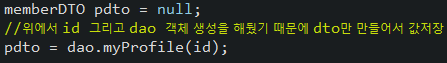 memberDTO pdto = null;
//위에서 id 그리고 dao 객체 생성을 해뒀기 때문에 dto만 만들어서 값저장
pdto = dao.myProfile(id);